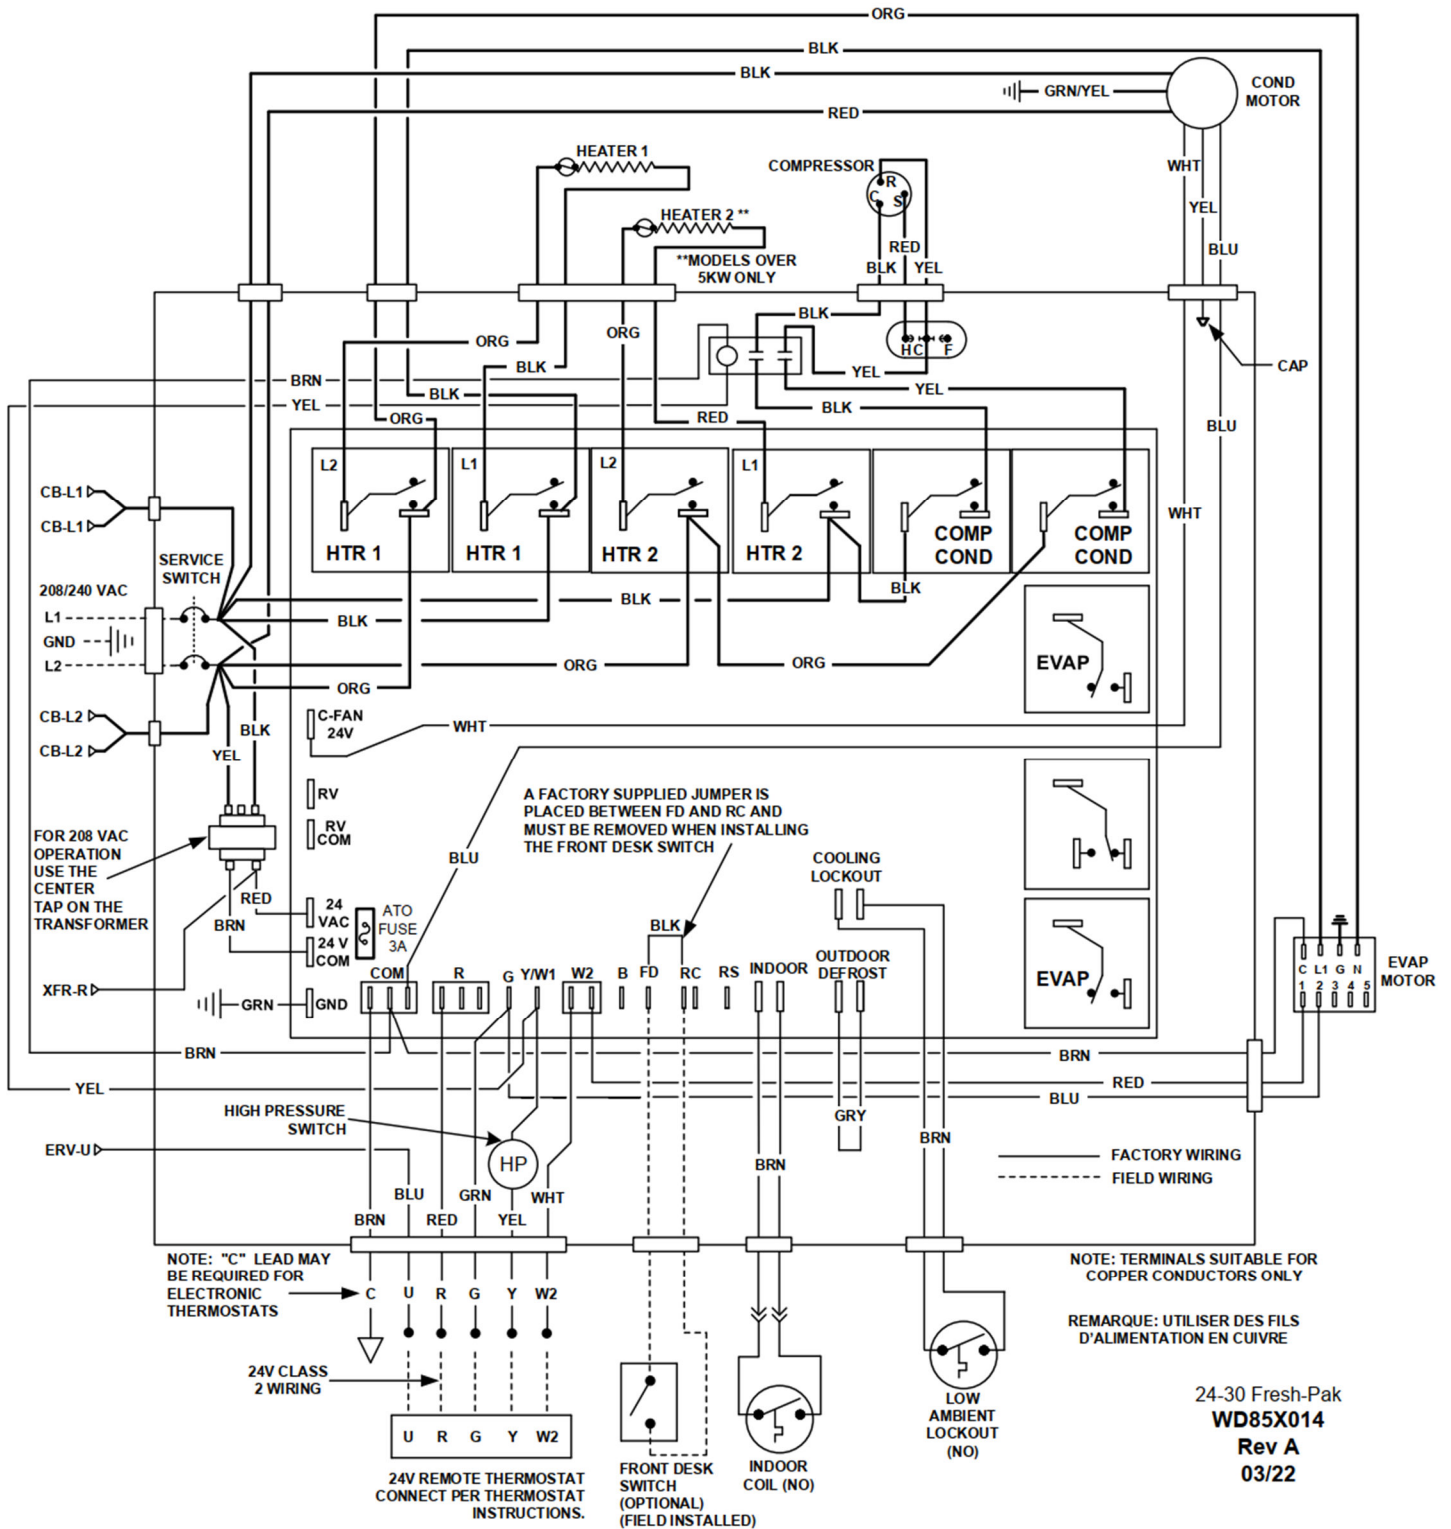 ORG
BLK
BLK
GRN/YEL
COND
MOTOR
RED
HEATER 1
COMPRESSOR
R
C
S
WHT
YEL
BLU
HEATER 2 **
**MODELS OVER
5KW ONLY
RED
BLK
YEL
ORG
ORG
BLK
BLK
H C F
CAP
BRN
YEL
YEL
YEL
BLK
BLK
ORG
RED
BLU
L2
HTR 1
L1
HTR 1
L2
HTR 2
L1
HTR 2
COMP
COND
COMP
COND
CB-L1
CB-L1
WHT
SERVICE
SWITCH
208/240 VAC
L1
GND
L2
BLK
BLK
BLK
ORG
ORG
ORG
EVAP
CB-L2
CB-L2
BLK
YEL
C-FAN
24V
WHT
RV
RV
COM
A FACTORY SUPPLIED JUMPER IS
PLACED BETWEEN FD AND RC AND
MUST BE REMOVED WHEN INSTALLING
THE FRONT DESK SWITCH
FOR 208 VAC
OPERATION
USE THE
CENTER
TAP ON THE
TRANSFORMER
BLU
COOLING
LOCKOUT
RED
BRN
24
VAC
24 V
COM
ATO
FUSE
3A
BLK
OUTDOOR
DEFROST
XFR-R
GRN
GND
COM
R
G
Y/W1
W2
B
FD
RC
RS
INDOOR
EVAP
C L1 G N
1 2 3 4 5
EVAP
MOTOR
BRN
BRN
YEL
RED
BLU
HIGH PRESSURE
SWITCH
GRY
BRN
ERV-U
HP
BRN
FACTORY WIRING
FIELD WIRING
BLU
GRN
WHT
BRN
RED
YEL
NOTE: "C" LEAD MAY
BE REQUIRED FOR
ELECTRONIC
THERMOSTATS
C U R G Y W2
NOTE: TERMINALS SUITABLE FOR
COPPER CONDUCTORS ONLY
REMARQUE: UTILISER DES FILS
D'ALIMENTATION EN CUIVRE
24V CLASS
2 WIRING
U R G Y W2
24V REMOTE THERMOSTAT
CONNECT PER THERMOSTAT
INSTRUCTIONS.
FRONT DESK
SWITCH
(OPTIONAL)
(FIELD INSTALLED)
INDOOR
COIL (NO)
LOW
AMBIENT
LOCKOUT
(NO)
24-30 Fresh-Pak
WD85X014
Rev A
03/22